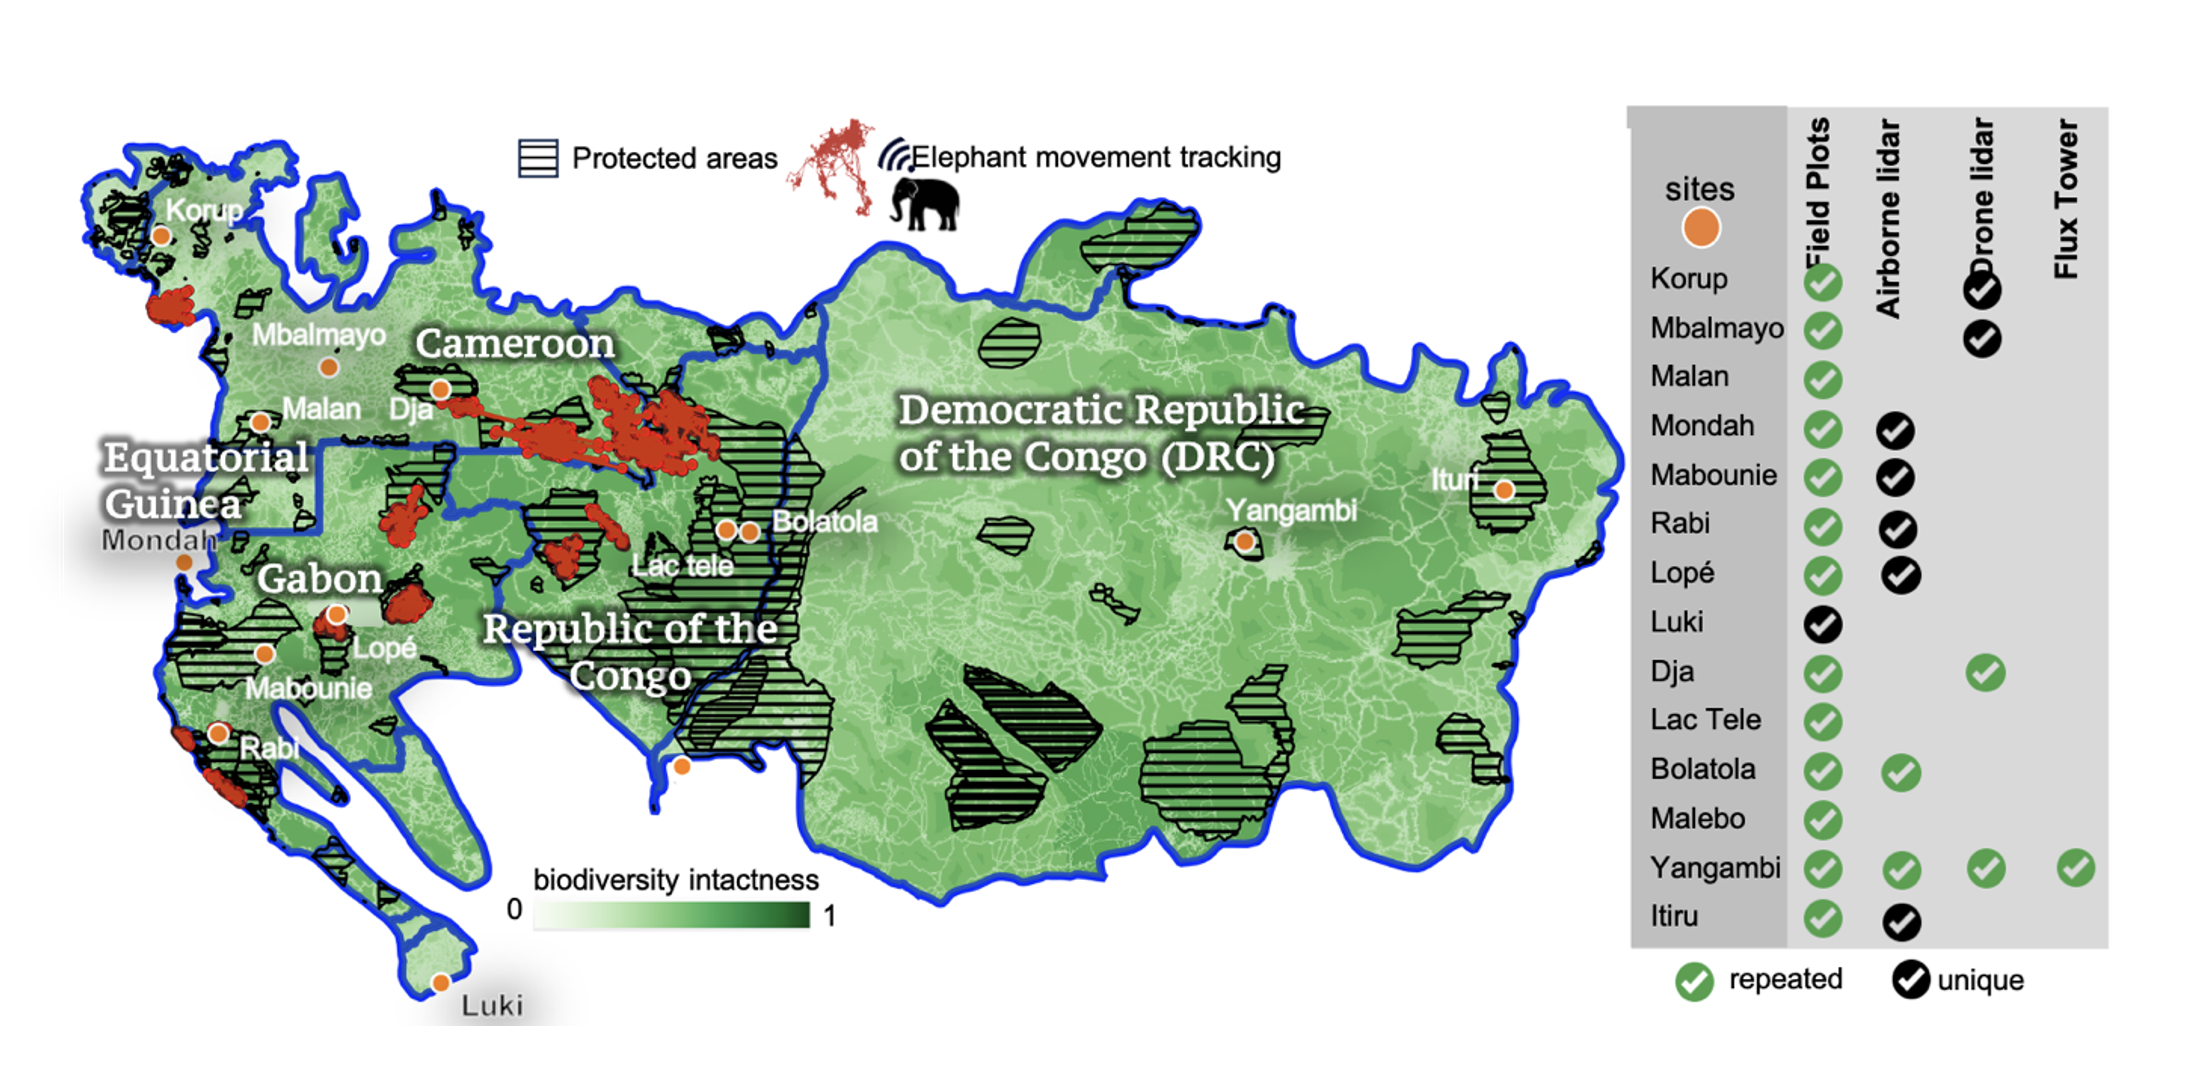 Protected areas
Elephant movement tracking
Korup
Mbalmayo
Cameroon
Malan
Dja
Equatorial
Guinea
Mondah
Gabon
Lopé
Mabounie
Rabi
Luki
Lac tele
Bolatola
Republic of the
Congo
Democratic Republic
of the Congo (DRC)
Yangambi
Ituri
biodiversity intactness
0
1
sites
Field Plots
Airborne lidar
Drone lidar
Flux Tower
Korup
Mbalmayo
Malan
Mondah
Mabounie
Rabi
Lopé
Luki
Dja
Lac Tele
Bolatola
Malebo
Yangambi
Itiru
repeated
unique